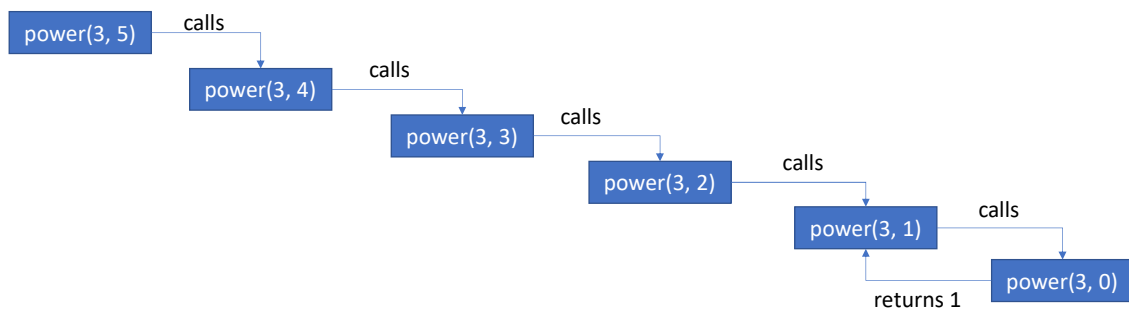 power(3, 5)
calls
power(3, 4)
calls
power(3, 3)
calls
power(3, 2)
calls
power(3, 1)
calls
power(3, 0)
returns 1